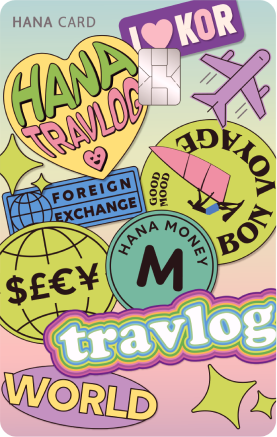 HANA CARD
I ♥ KOR
HANA
TRAVLOG
BON VOYAGE
GOOD
MOOD
FOREIGN
EXCHANGE
$£€¥
HANA MONEY
M
travlog
WORLD